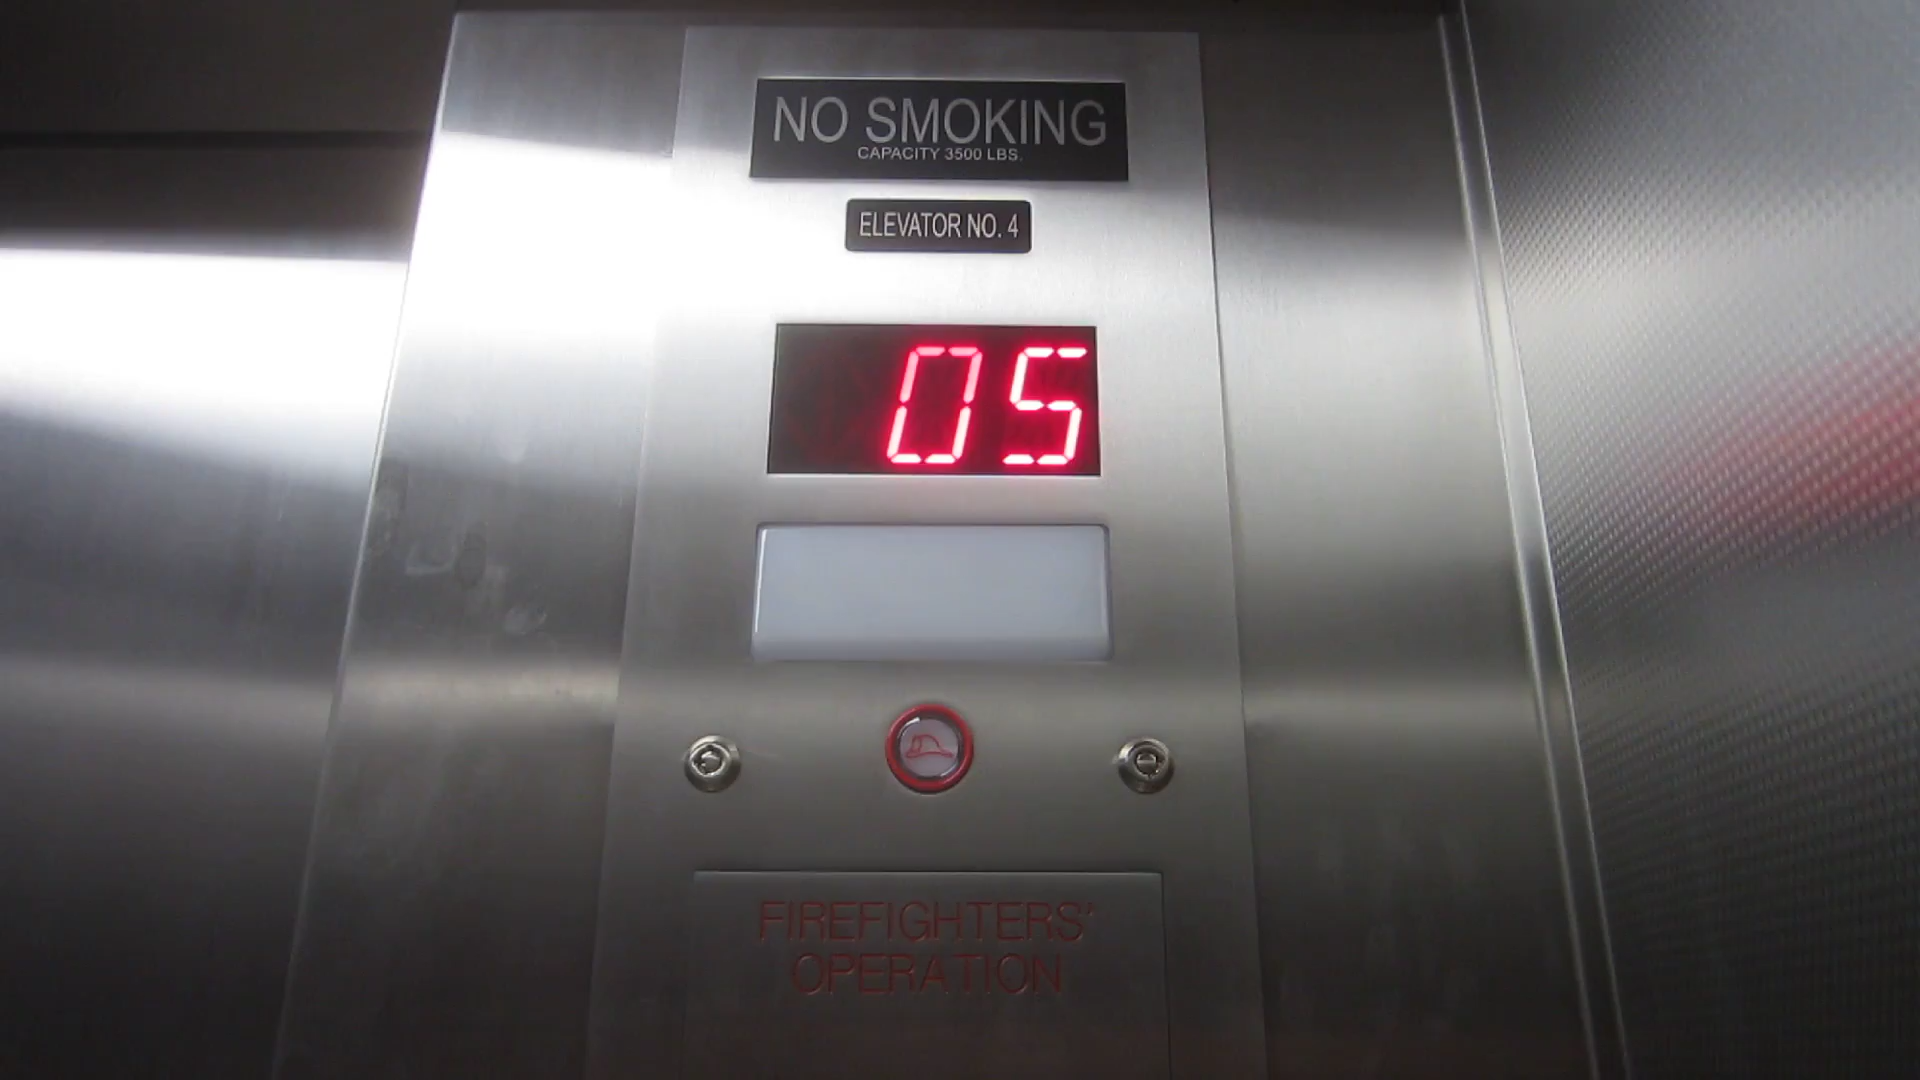 NO SMOKING
CAPACITY 3500 LBS.
ELEVATOR NO. 4
05
FIREFIGHTERS'
OPERATION